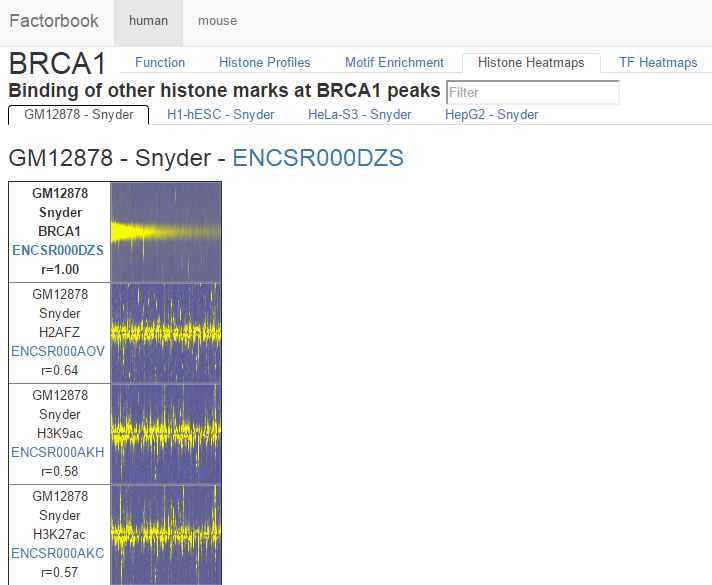 Factorbook human mouse
BRCA1 Function Histone Profiles Motif Enrichment Histone Heatmaps TF Heatmaps
Binding of other histone marks at BRCA1 peaks Filter
GM12878 - Snyder H1-hESC - Snyder HeLa-S3 - Snyder HepG2 - Snyder
GM12878 - Snyder - ENCSR000DZS
GM12878
Snyder
BRCA1
ENCSR000DZS
r=1.00
GM12878
Snyder
H2AFZ
ENCSR000AOV
r=0.64
GM12878
Snyder
H3K9ac
ENCSR000AKH
r=0.58
GM12878
Snyder
H3K27ac
ENCSR000AKC
r=0.57